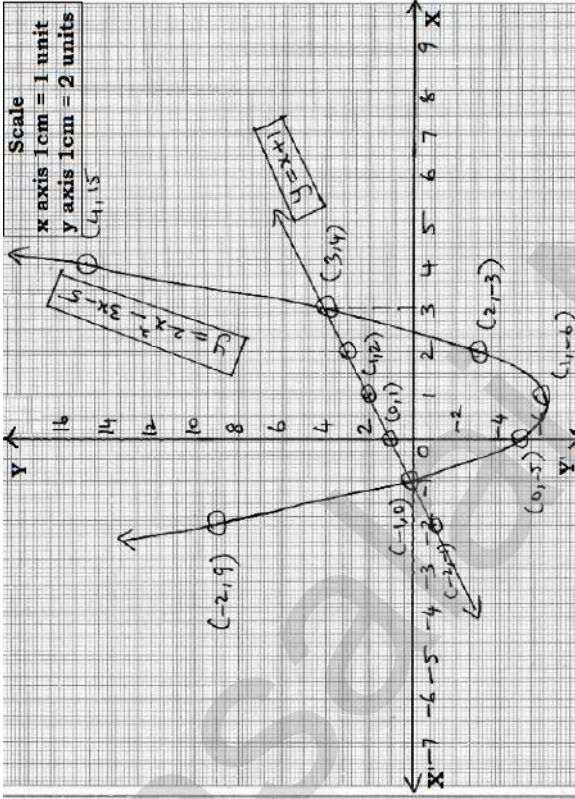 Scale
x axis 1cm = 1 unit
y axis 1cm = 2 units
Y
16
14
12
10
8
6
4
2
(4,15
y = 2x² - 3x-5
y=x+1
(3,4)
(1,2)
(0,1)
(-2,9)
(-1,0)
(-2,-1)
X' -7 -6 -5 -4 -3 -2 -1 0 1 2 3 4 5 6 7 8 9 X
-2
-4
-6
(2,-3)
(1,-6)
(0,-5)
Y'